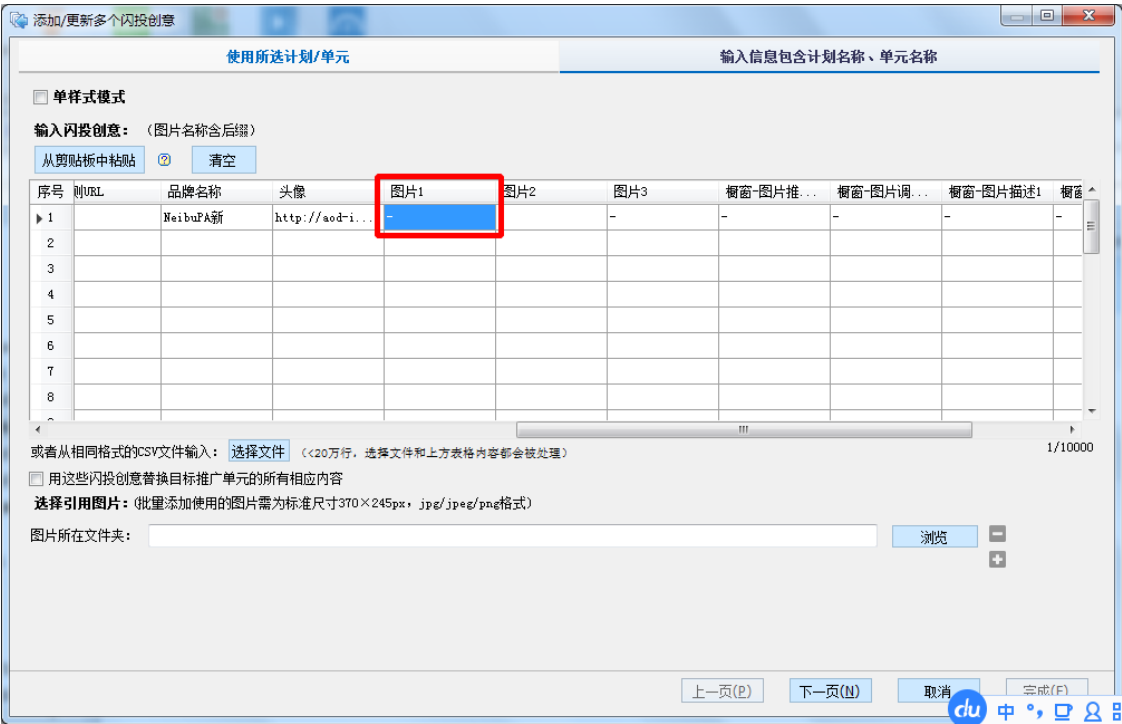 添加/更新多个闪投创意
使用所选计划/单元 输入信息包含计划名称、单元名称
单样式模式
输入闪投创意：（图片名称含后缀）
从剪贴板中粘贴 ? 清空
序号 URL 品牌名称 头像 图片1 图片2 图片3 橱窗-图片推... 橱窗-图片调... 橱窗-图片描述1 橱窗
1 NeibuPA新 http://aod-i... - - - - - -
2
3
4
5
6
7
8
或者从相同格式的CSV文件输入： 选择文件 （<20万行，选择文件和上方表格内容都会被处理） 1/10000
用这些闪投创意替换目标推广单元的所有相应内容
选择引用图片：（批量添加使用的图片需为标准尺寸370×245px，jpg/jpeg/png格式）
图片所在文件夹： 浏览
上一页(P) 下一页(N) 取消 完成(F)
du 中 °,